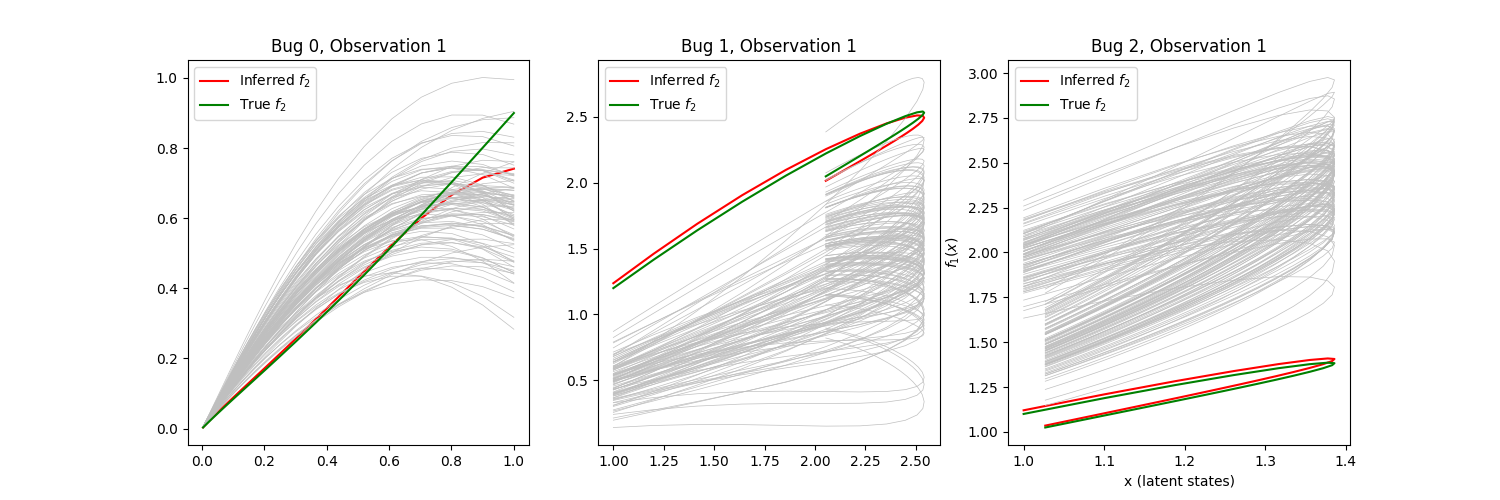 Bug 0, Observation 1
Inferred f₂
True f₂
1.0
0.8
0.6
0.4
0.2
0.0
0.0 0.2 0.4 0.6 0.8 1.0
Bug 1, Observation 1
Inferred f₂
True f₂
2.5
2.0
1.5
1.0
0.5
1.00 1.25 1.50 1.75 2.00 2.25 2.50
Bug 2, Observation 1
Inferred f₂
True f₂
f₁(x)
3.00
2.75
2.50
2.25
2.00
1.75
1.50
1.25
1.00
1.0 1.1 1.2 1.3 1.4
x (latent states)